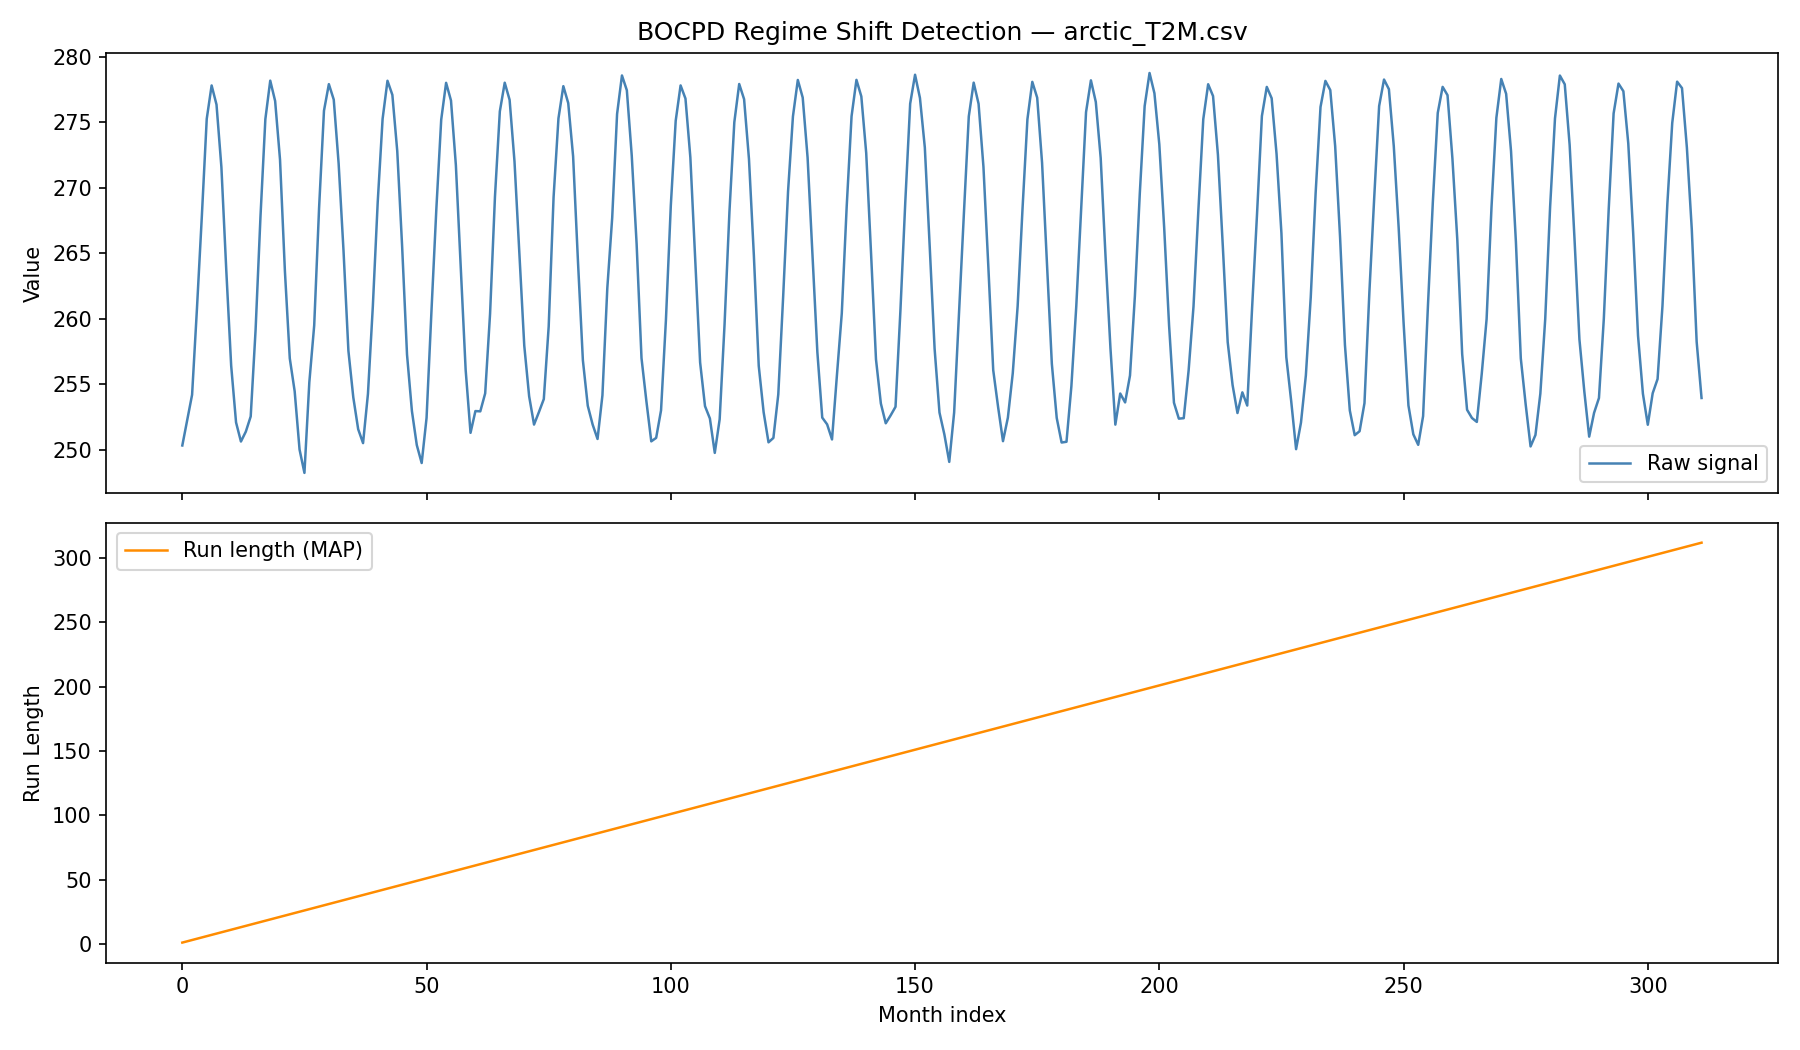 BOCPD Regime Shift Detection — arctic_T2M.csv
280
275
270
265
260
255
250
Value
Raw signal
Run length (MAP)
300
250
200
150
100
50
0
Run Length
0 50 100 150 200 250 300
Month index